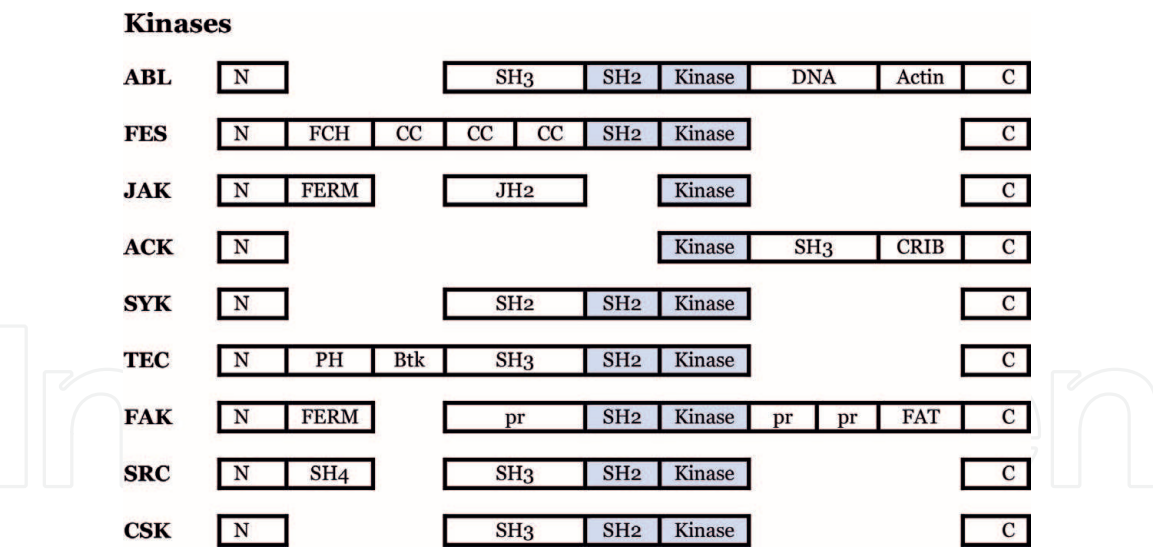 Kinases
ABL N SH3 SH2 Kinase DNA Actin C
FES N FCH CC CC CC SH2 Kinase C
JAK N FERM JH2 Kinase C
ACK N Kinase SH3 CRIB C
SYK N SH2 SH2 Kinase C
TEC N PH Btk SH3 SH2 Kinase C
FAK N FERM pr SH2 Kinase pr pr FAT C
SRC N SH4 SH3 SH2 Kinase C
CSK N SH3 SH2 Kinase C